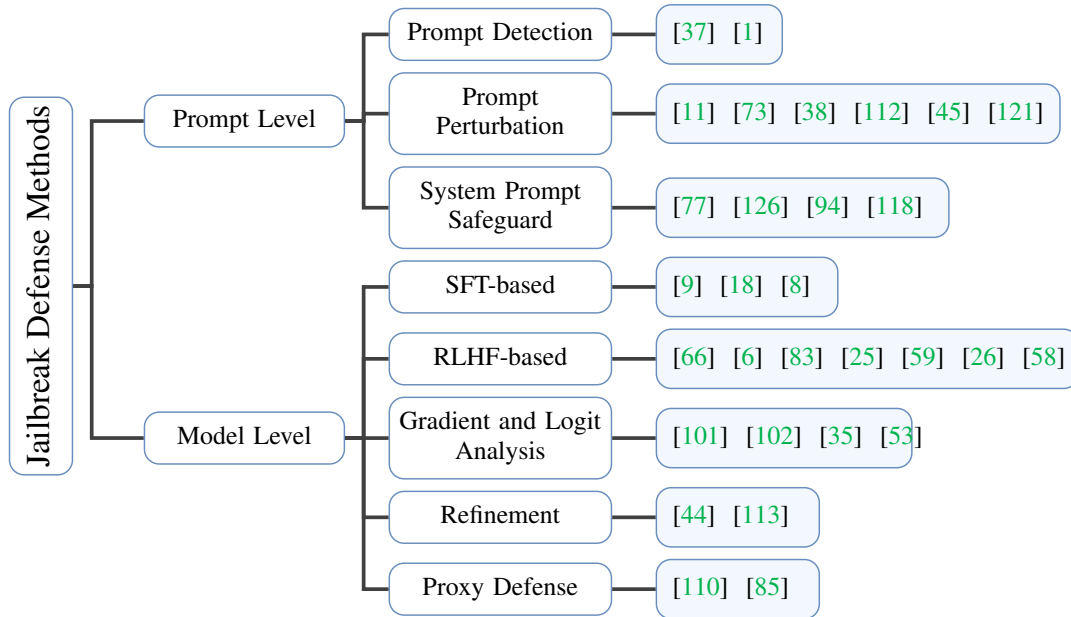 Jailbreak Defense Methods
Prompt Level
Prompt Detection
[37] [1]
Prompt
Perturbation
[11] [73] [38] [112] [45] [121]
System Prompt
Safeguard
[77] [126] [94] [118]
Model Level
SFT-based
[9] [18] [8]
RLHF-based
[66] [6] [83] [25] [59] [26] [58]
Gradient and Logit
Analysis
[101] [102] [35] [53]
Refinement
[44] [113]
Proxy Defense
[110] [85]